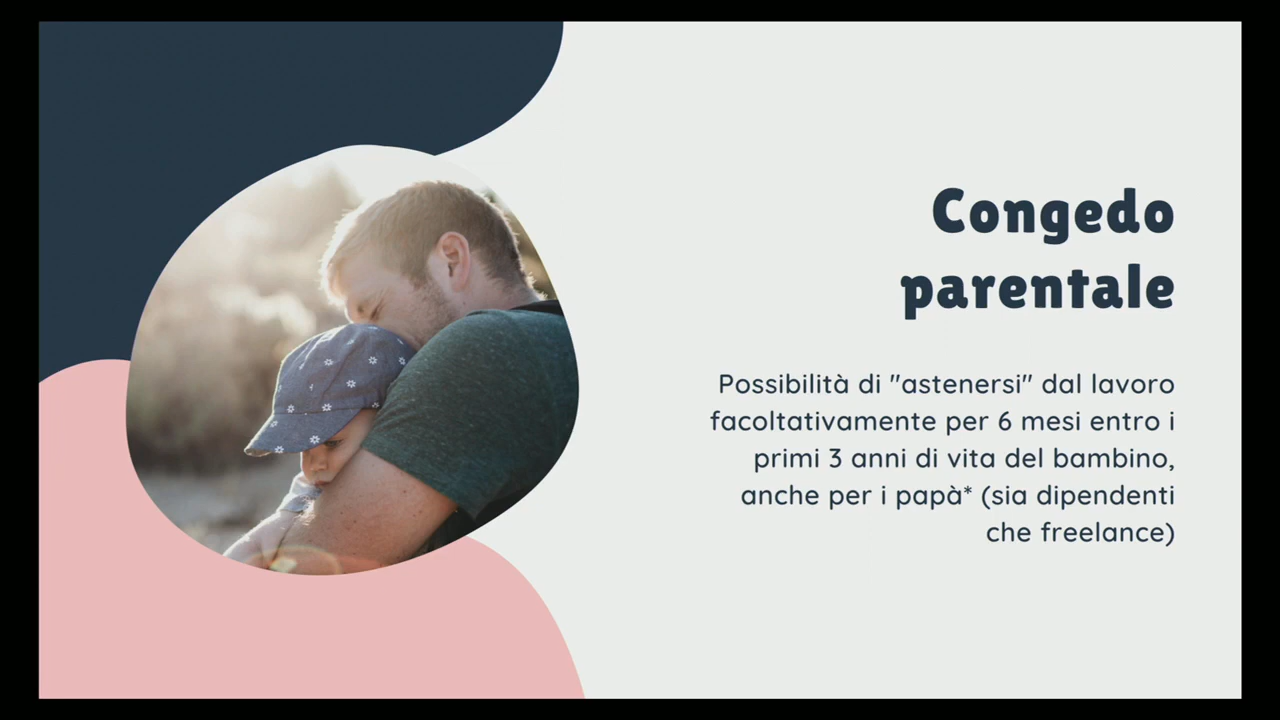 Congedo
parentale
Possibilità di "astenersi" dal lavoro
facoltativamente per 6 mesi entro i
primi 3 anni di vita del bambino,
anche per i papà* (sia dipendenti
che freelance)